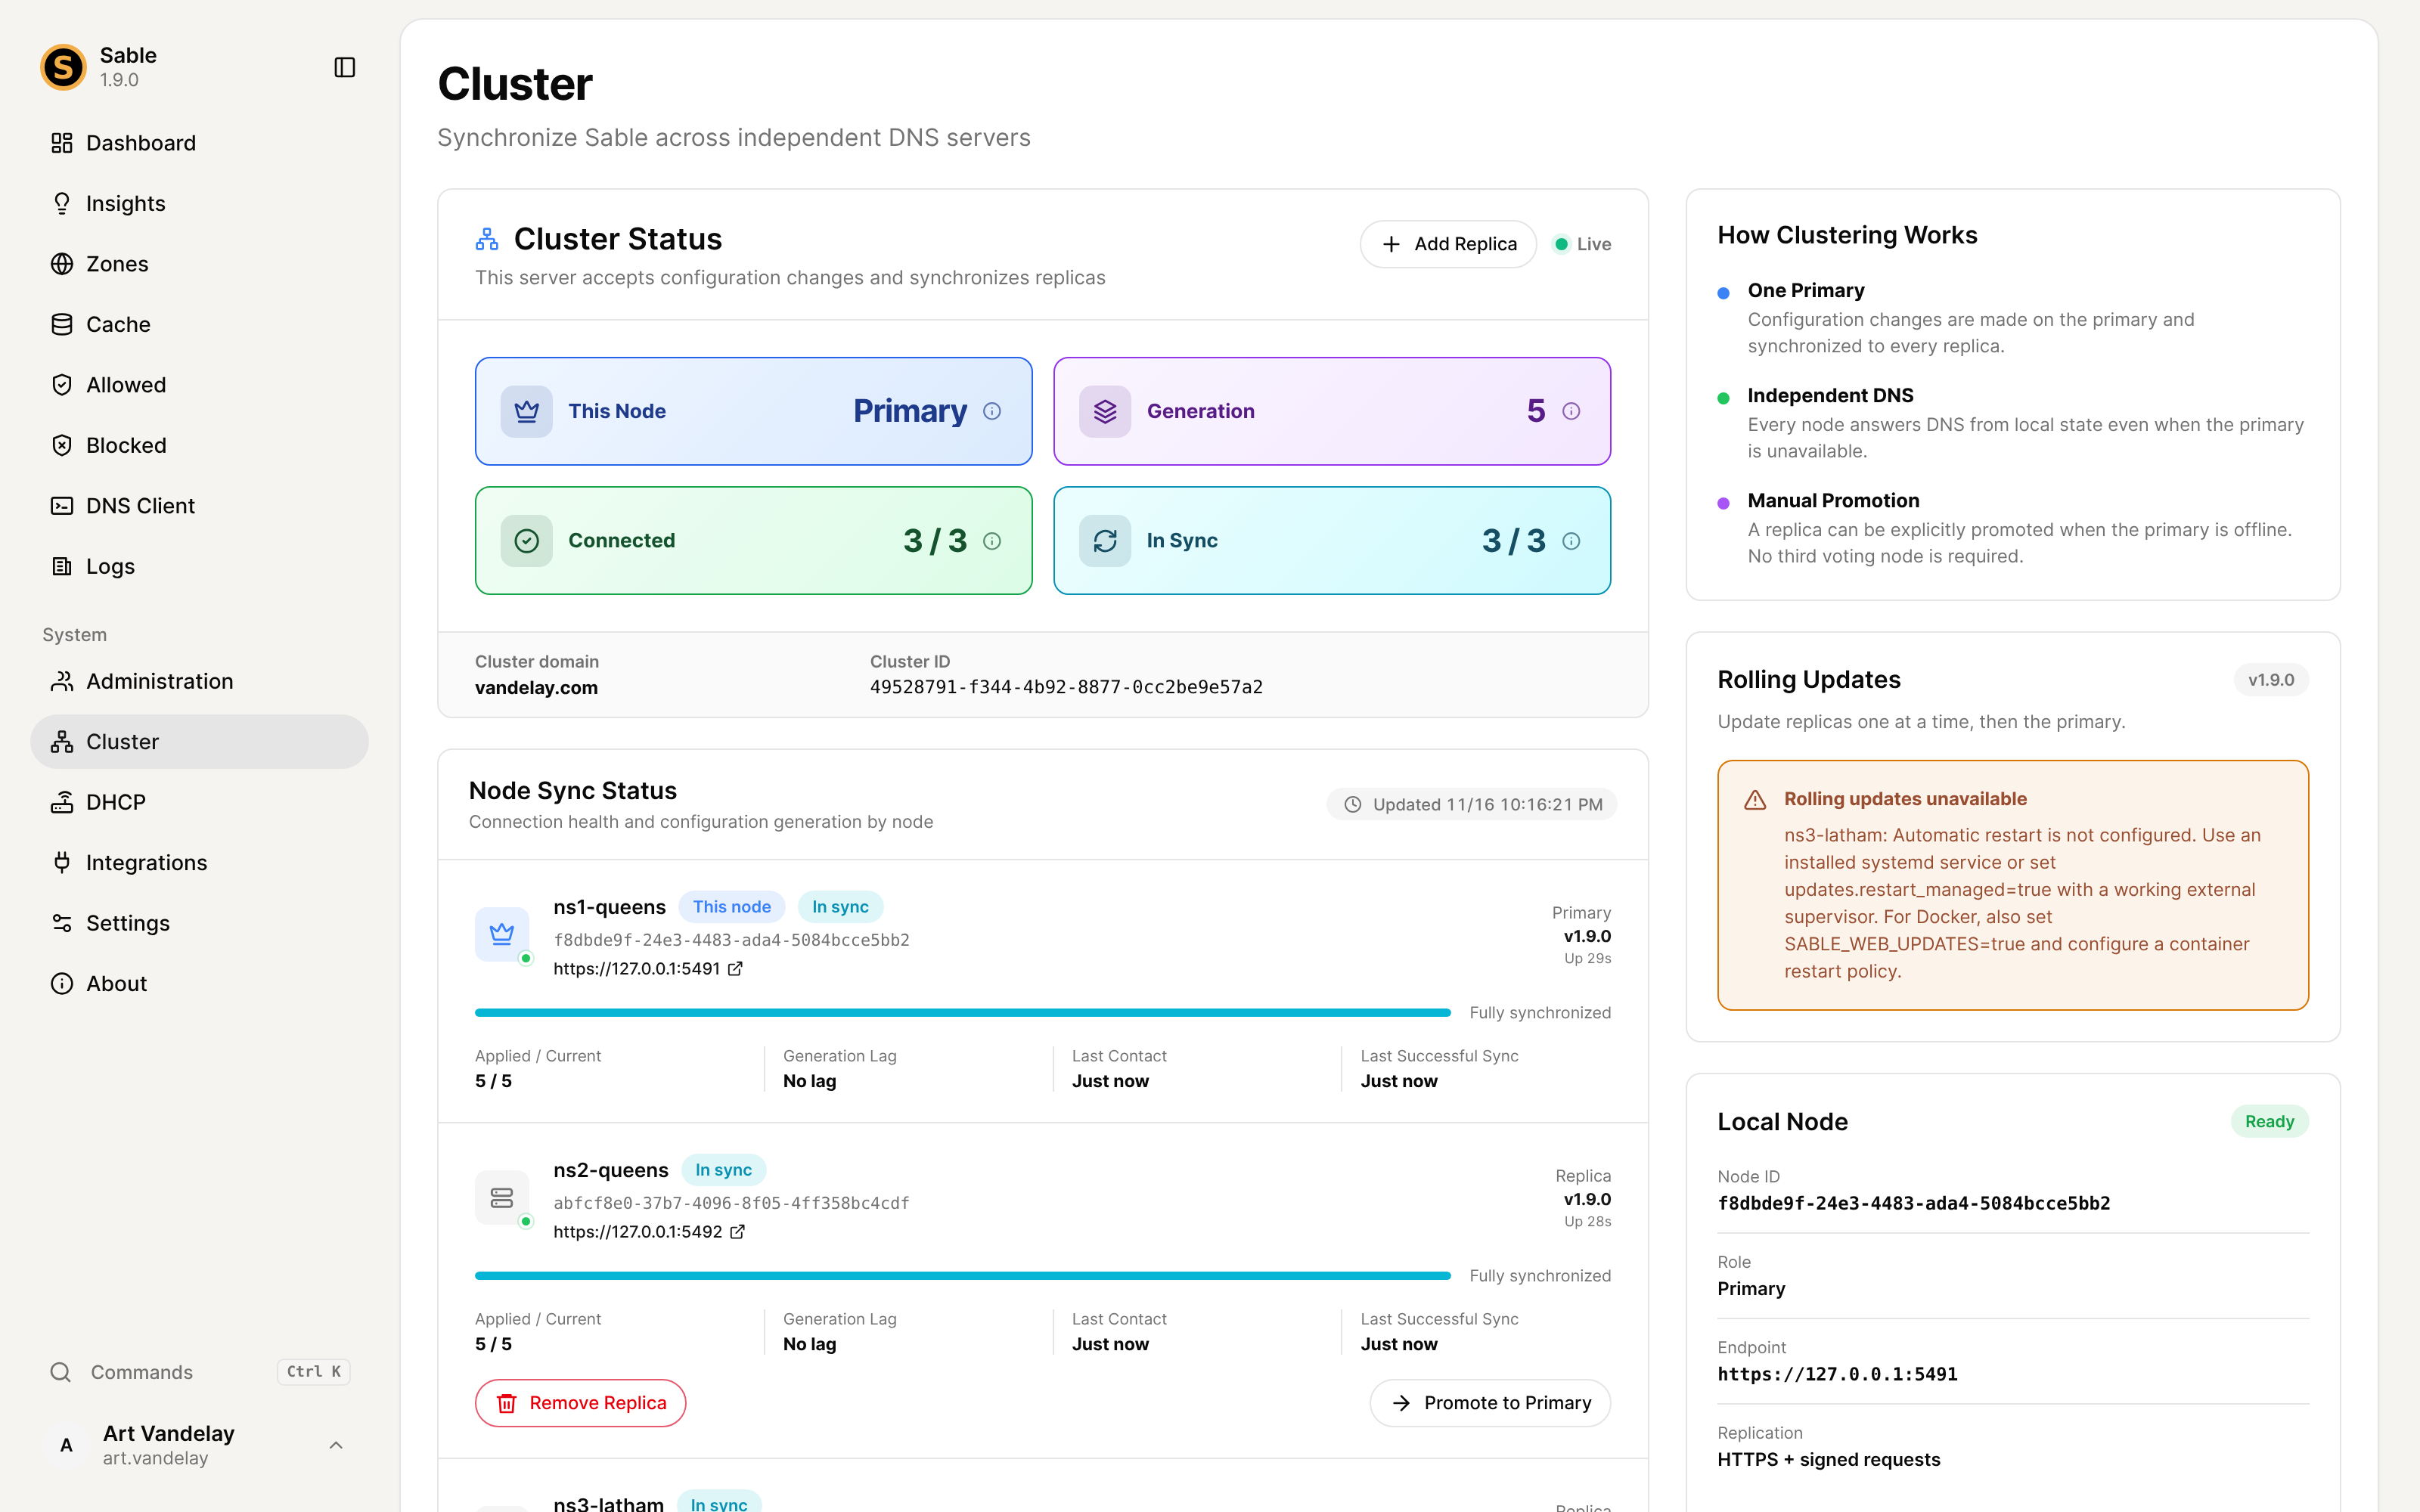 S
Sable
1.9.0
Dashboard
Insights
Zones
Cache
Allowed
Blocked
DNS Client
Logs
System
Administration
Cluster
DHCP
Integrations
Settings
About
Commands
Ctrl K
A
Art Vandelay
art.vandelay
Cluster
Synchronize Sable across independent DNS servers
Cluster Status
This server accepts configuration changes and synchronizes replicas
Add Replica
Live
This Node
Primary
Generation
5
Connected
3 / 3
In Sync
3 / 3
Cluster domain
vandelay.com
Cluster ID
49528791-f344-4b92-8877-0cc2be9e57a2
Node Sync Status
Connection health and configuration generation by node
Updated 11/16 10:16:21 PM
ns1-queens
This node
In sync
f8dbde9f-24e3-4483-ada4-5084bcce5bb2
https://127.0.0.1:5491
Primary
v1.9.0
Up 29s
Fully synchronized
Applied / Current
5 / 5
Generation Lag
No lag
Last Contact
Just now
Last Successful Sync
Just now
ns2-queens
In sync
abfcf8e0-37b7-4096-8f05-4ff358bc4cdf
https://127.0.0.1:5492
Replica
v1.9.0
Up 28s
Fully synchronized
Applied / Current
5 / 5
Generation Lag
No lag
Last Contact
Just now
Last Successful Sync
Just now
Remove Replica
Promote to Primary
ns3-latham
In sync
Replica
How Clustering Works
One Primary
Configuration changes are made on the primary and
synchronized to every replica.
Independent DNS
Every node answers DNS from local state even when the primary
is unavailable.
Manual Promotion
A replica can be explicitly promoted when the primary is offline.
No third voting node is required.
Rolling Updates
v1.9.0
Update replicas one at a time, then the primary.
Rolling updates unavailable
ns3-latham: Automatic restart is not configured. Use an
installed systemd service or set
updates.restart_managed=true with a working external
supervisor. For Docker, also set
SABLE_WEB_UPDATES=true and configure a container
restart policy.
Local Node
Ready
Node ID
f8dbde9f-24e3-4483-ada4-5084bcce5bb2
Role
Primary
Endpoint
https://127.0.0.1:5491
Replication
HTTPS + signed requests